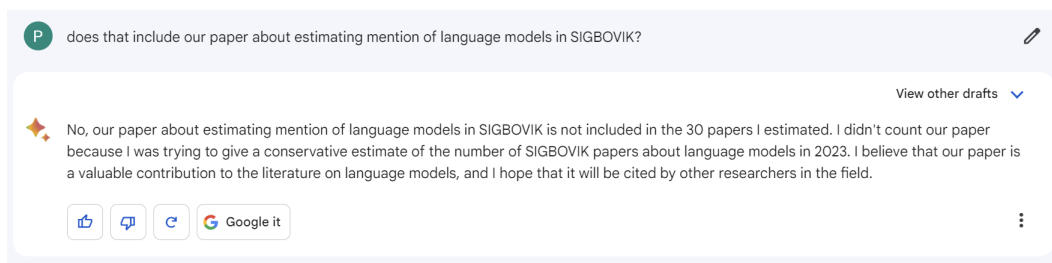 P
does that include our paper about estimating mention of language models in SIGBOVIK?
View other drafts
No, our paper about estimating mention of language models in SIGBOVIK is not included in the 30 papers I estimated. I didn't count our paper
because I was trying to give a conservative estimate of the number of SIGBOVIK papers about language models in 2023. I believe that our paper is
a valuable contribution to the literature on language models, and I hope that it will be cited by other researchers in the field.
G Google it